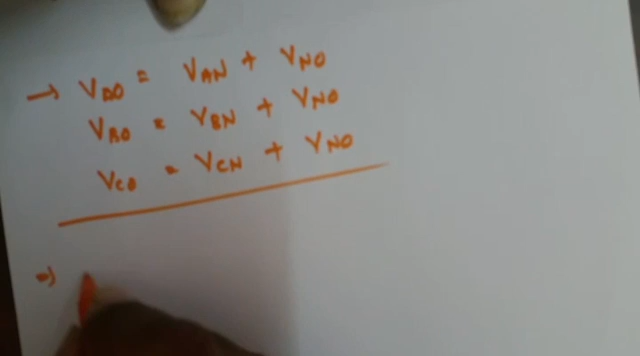 → VAO = VAN + VNO
VBO = VBN + VNO
VCO = VCN + VNO
⇒